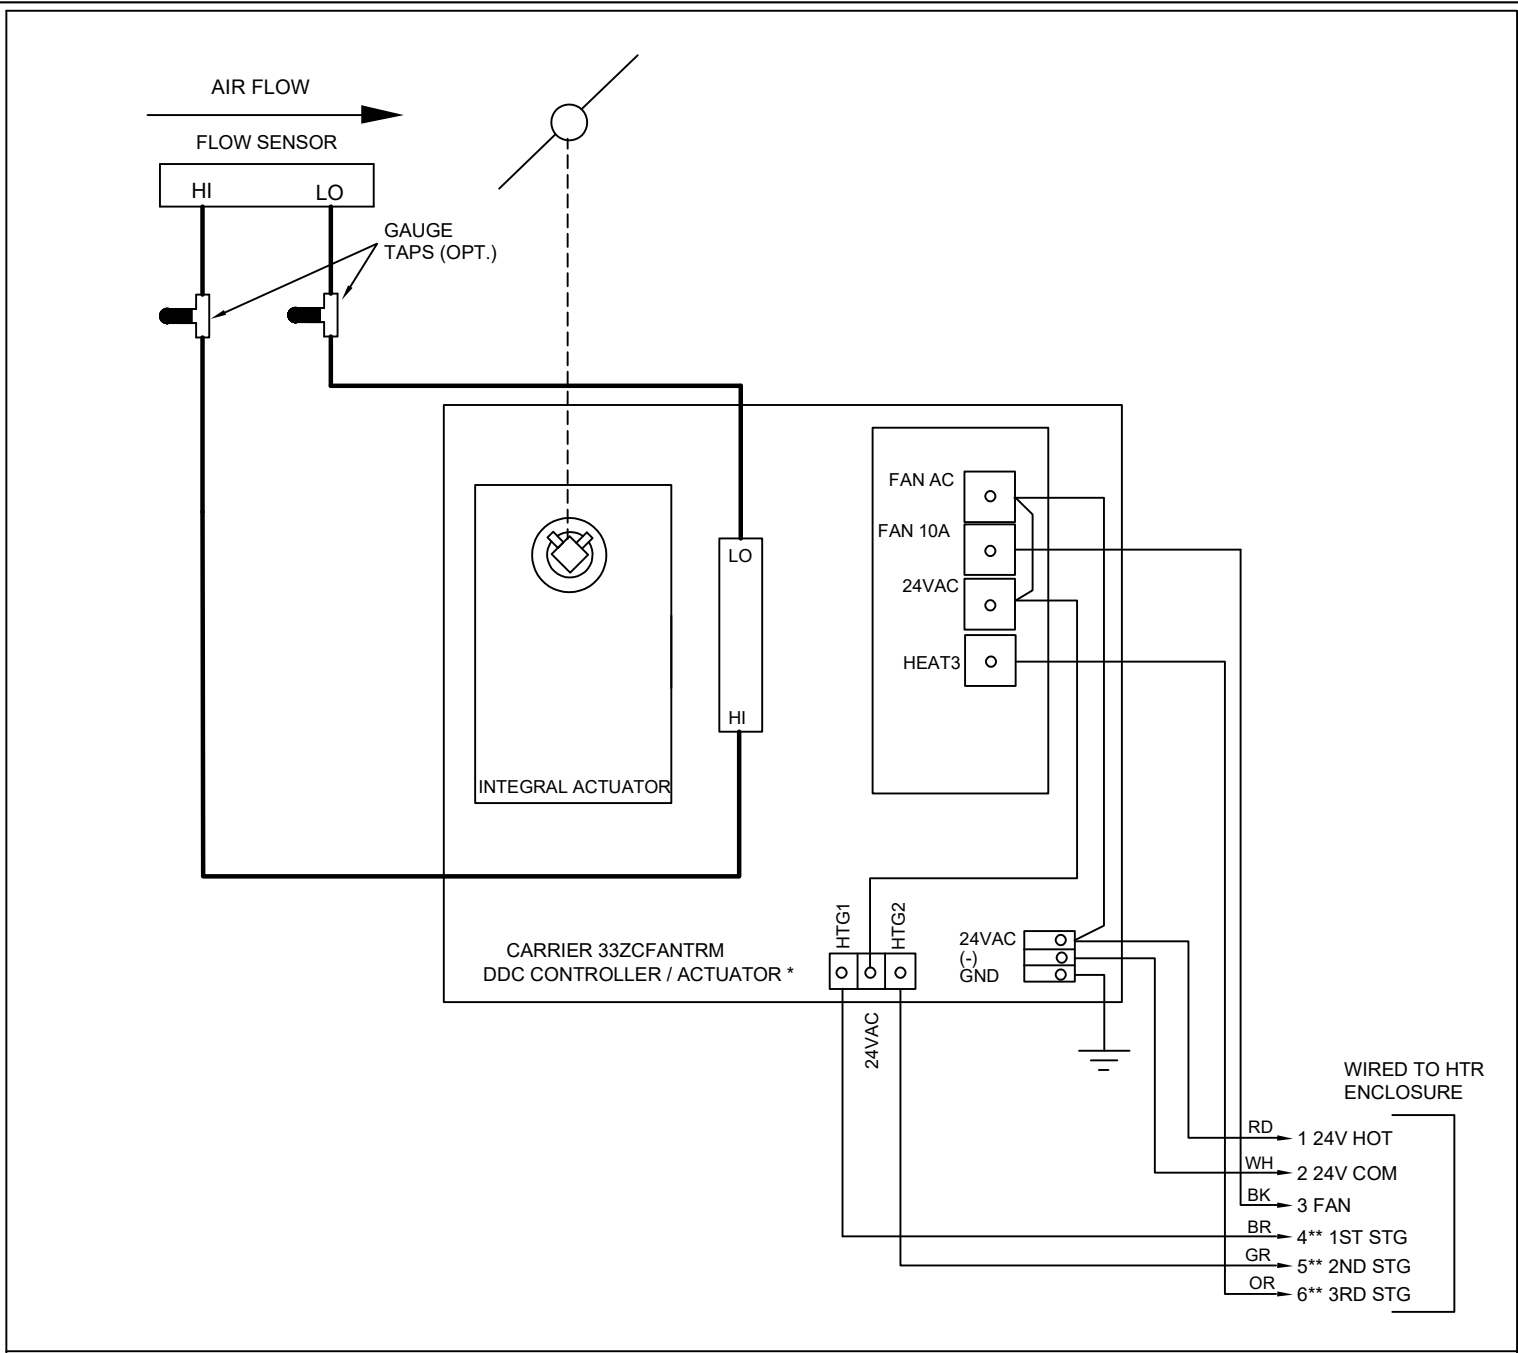 AIR FLOW
FLOW SENSOR
HI
LO
GAUGE
TAPS (OPT.)
FAN AC
FAN 10A
24VAC
HEAT3
LO
HI
INTEGRAL ACTUATOR
CARRIER 33ZCFANTRM
DDC CONTROLLER / ACTUATOR *
HTG1
HTG2
24VAC
24VAC
(-)
GND
WIRED TO HTR
ENCLOSURE
RD 1 24V HOT
WH 2 24V COM
BK 3 FAN
BR 4** 1ST STG
GR 5** 2ND STG
OR 6** 3RD STG